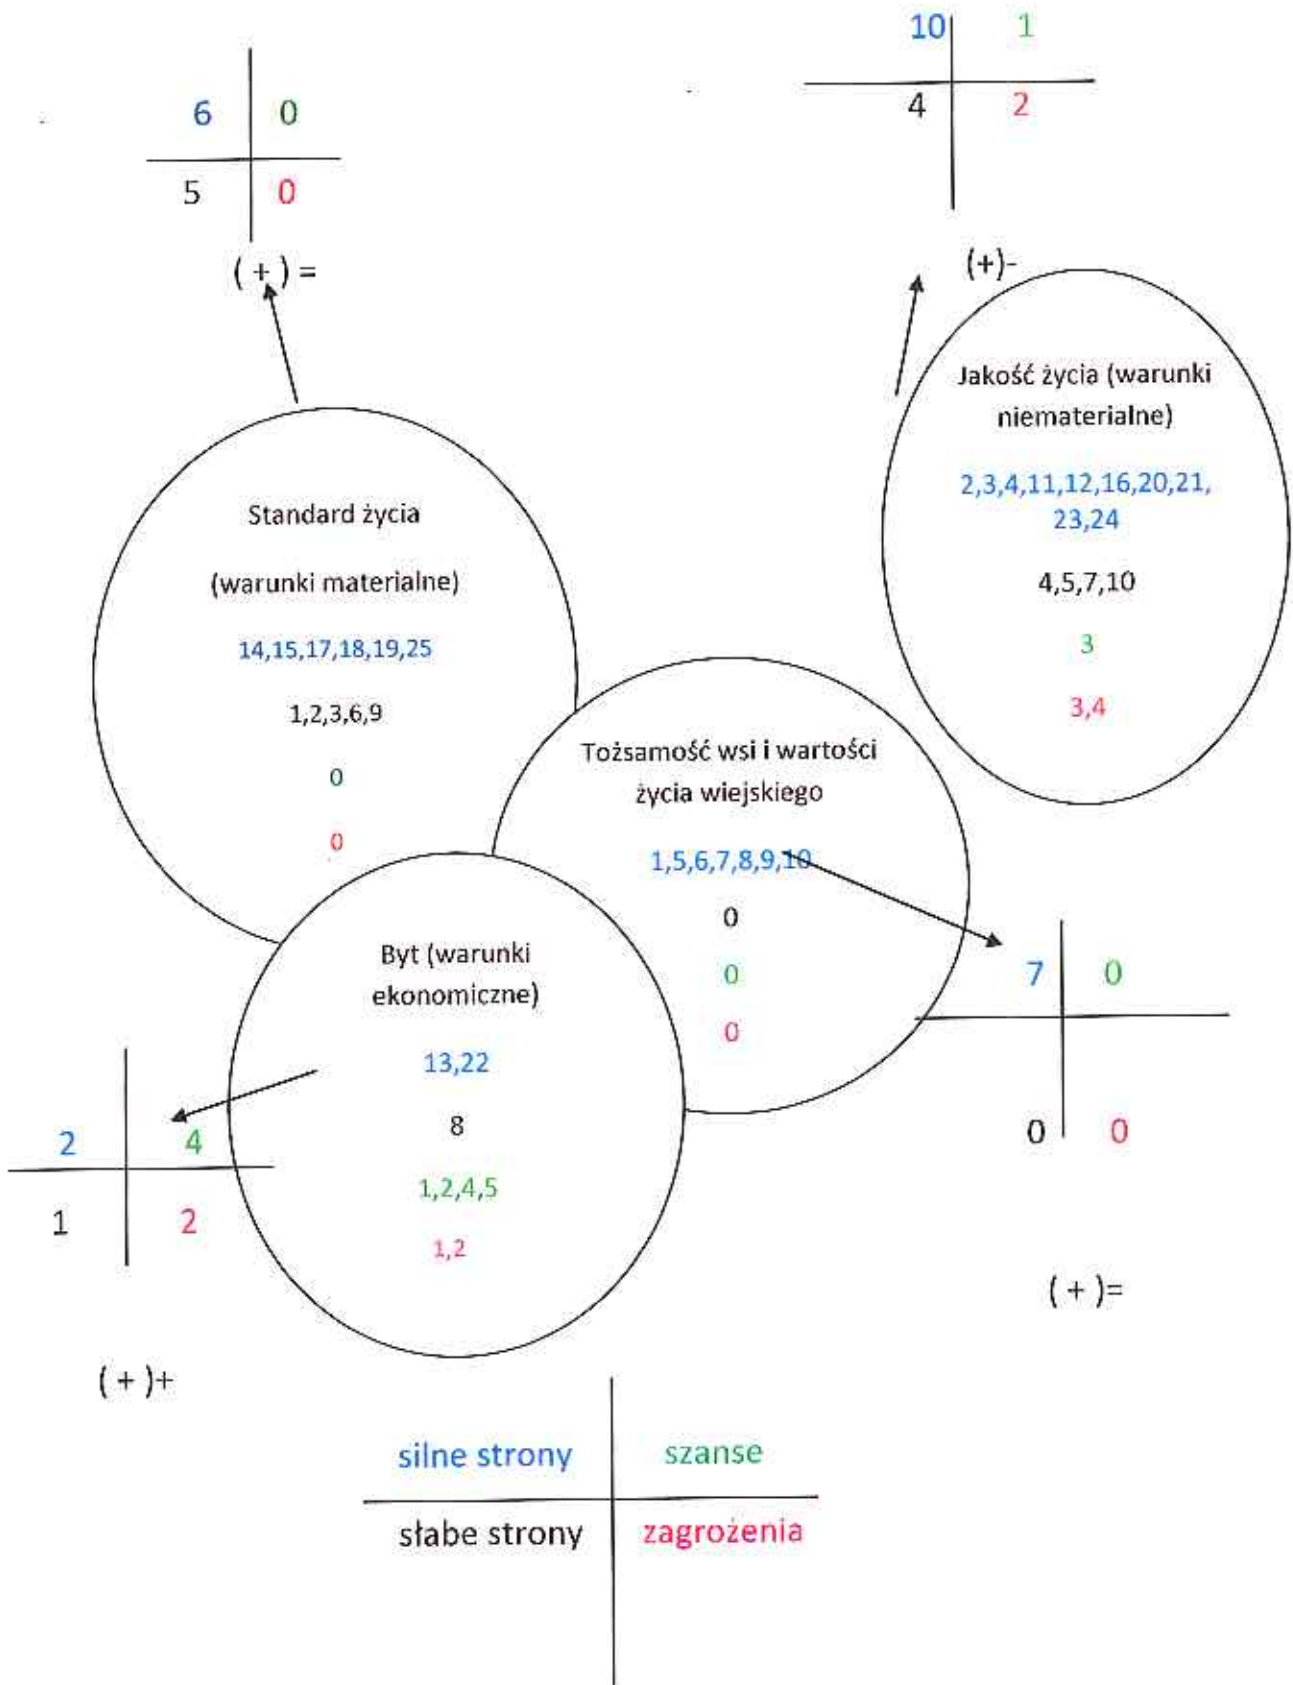 10 1
4 2
6 0
5 0
( + ) =
(+)-
Jakość życia (warunki
niematerialne)
2,3,4,11,12,16,20,21,
23,24
4,5,7,10
3
3,4
Standard życia
(warunki materialne)
14,15,17,18,19,25
1,2,3,6,9
0
0
Tożsamość wsi i wartości
życia wiejskiego
1,5,6,7,8,9,10
0
0
0
7 0
0 0
( + )=
Byt (warunki
ekonomiczne)
13,22
8
1,2,4,5
1,2
2 4
1 2
( + )+
silne strony szanse
słabe strony zagrożenia